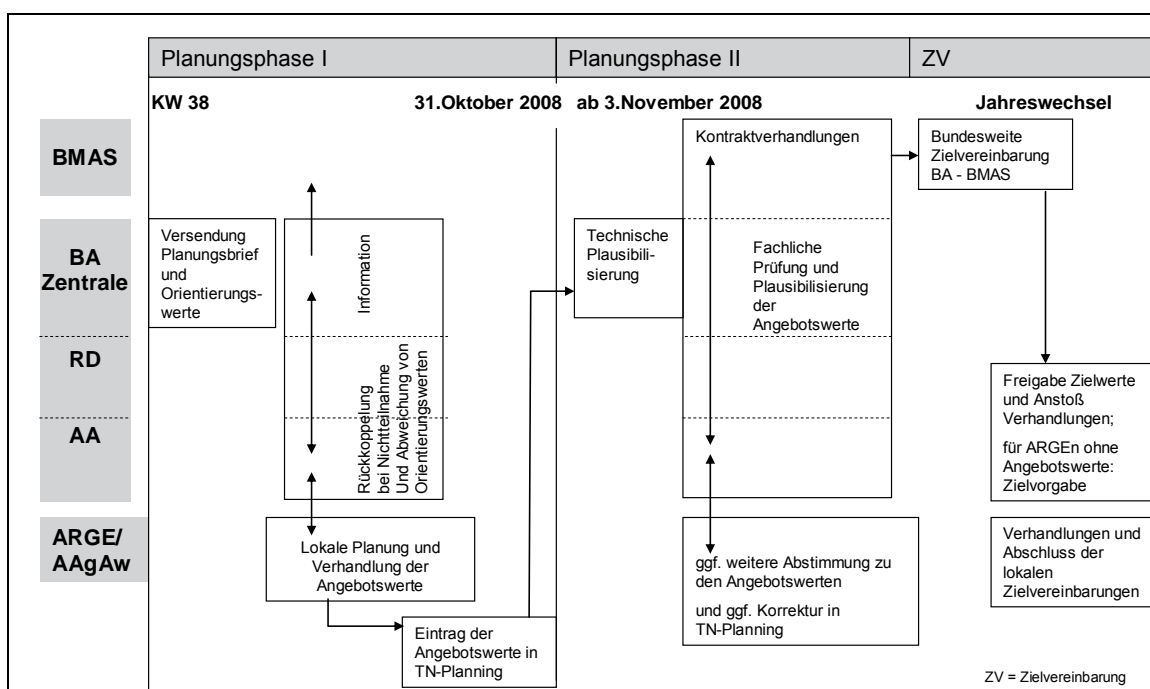 Planungsphase I
Planungsphase II
ZV
KW 38
31.Oktober 2008
ab 3.November 2008
Jahreswechsel
BMAS
Kontraktverhandlungen
Bundesweite
Zielvereinbarung
BA - BMAS
BA
Zentrale
Versendung
Planungsbrief
und
Orientierungs-
werte
Information
Technische
Plausibili-
sierung
Fachliche
Prüfung und
Plausibilisierung
der
Angebotswerte
RD
AA
Rückkoppelung
bei Nichtteilnahme
Und Abweichung von
Orientierungswerten
Freigabe Zielwerte
und Anstoß
Verhandlungen;
für ARGEn ohne
Angebotswerte:
Zielvorgabe
ARGE/
AAgAw
Lokale Planung und
Verhandlung der
Angebotswerte
Eintrag der
Angebotswerte in
TN-Planning
ggf. weitere Abstimmung zu
den Angebotswerten
und ggf. Korrektur in
TN-Planning
Verhandlungen und
Abschluss der
lokalen
Zielvereinbarungen
ZV = Zielvereinbarung